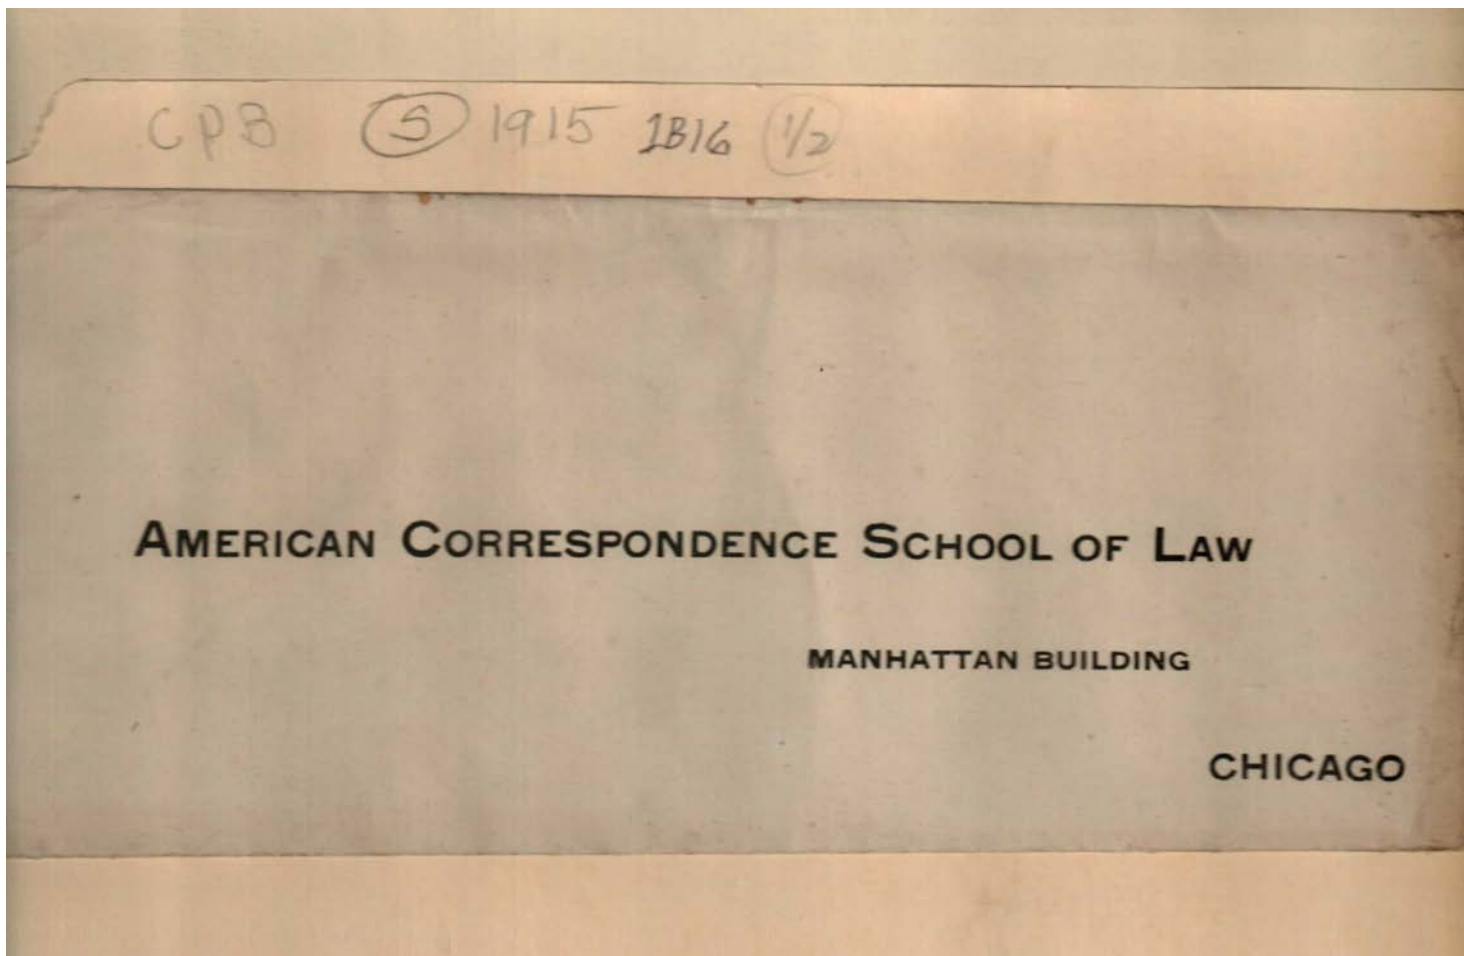 CPB S 1915 1B16 1/2
AMERICAN CORRESPONDENCE SCHOOL OF LAW
MANHATTAN BUILDING
CHICAGO